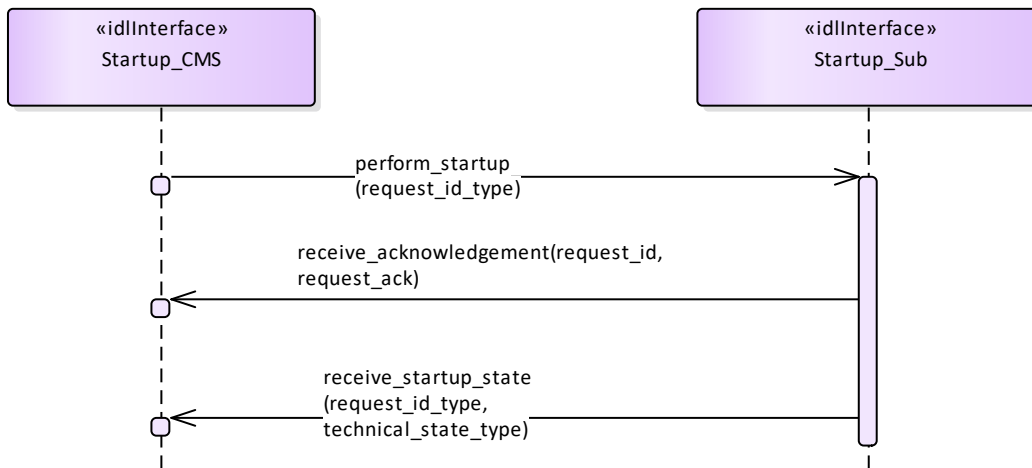 «idlInterface»
Startup_CMS
«idlInterface»
Startup_Sub
perform_startup
(request_id_type)
receive_acknowledgement(request_id,
request_ack)
receive_startup_state
(request_id_type,
technical_state_type)